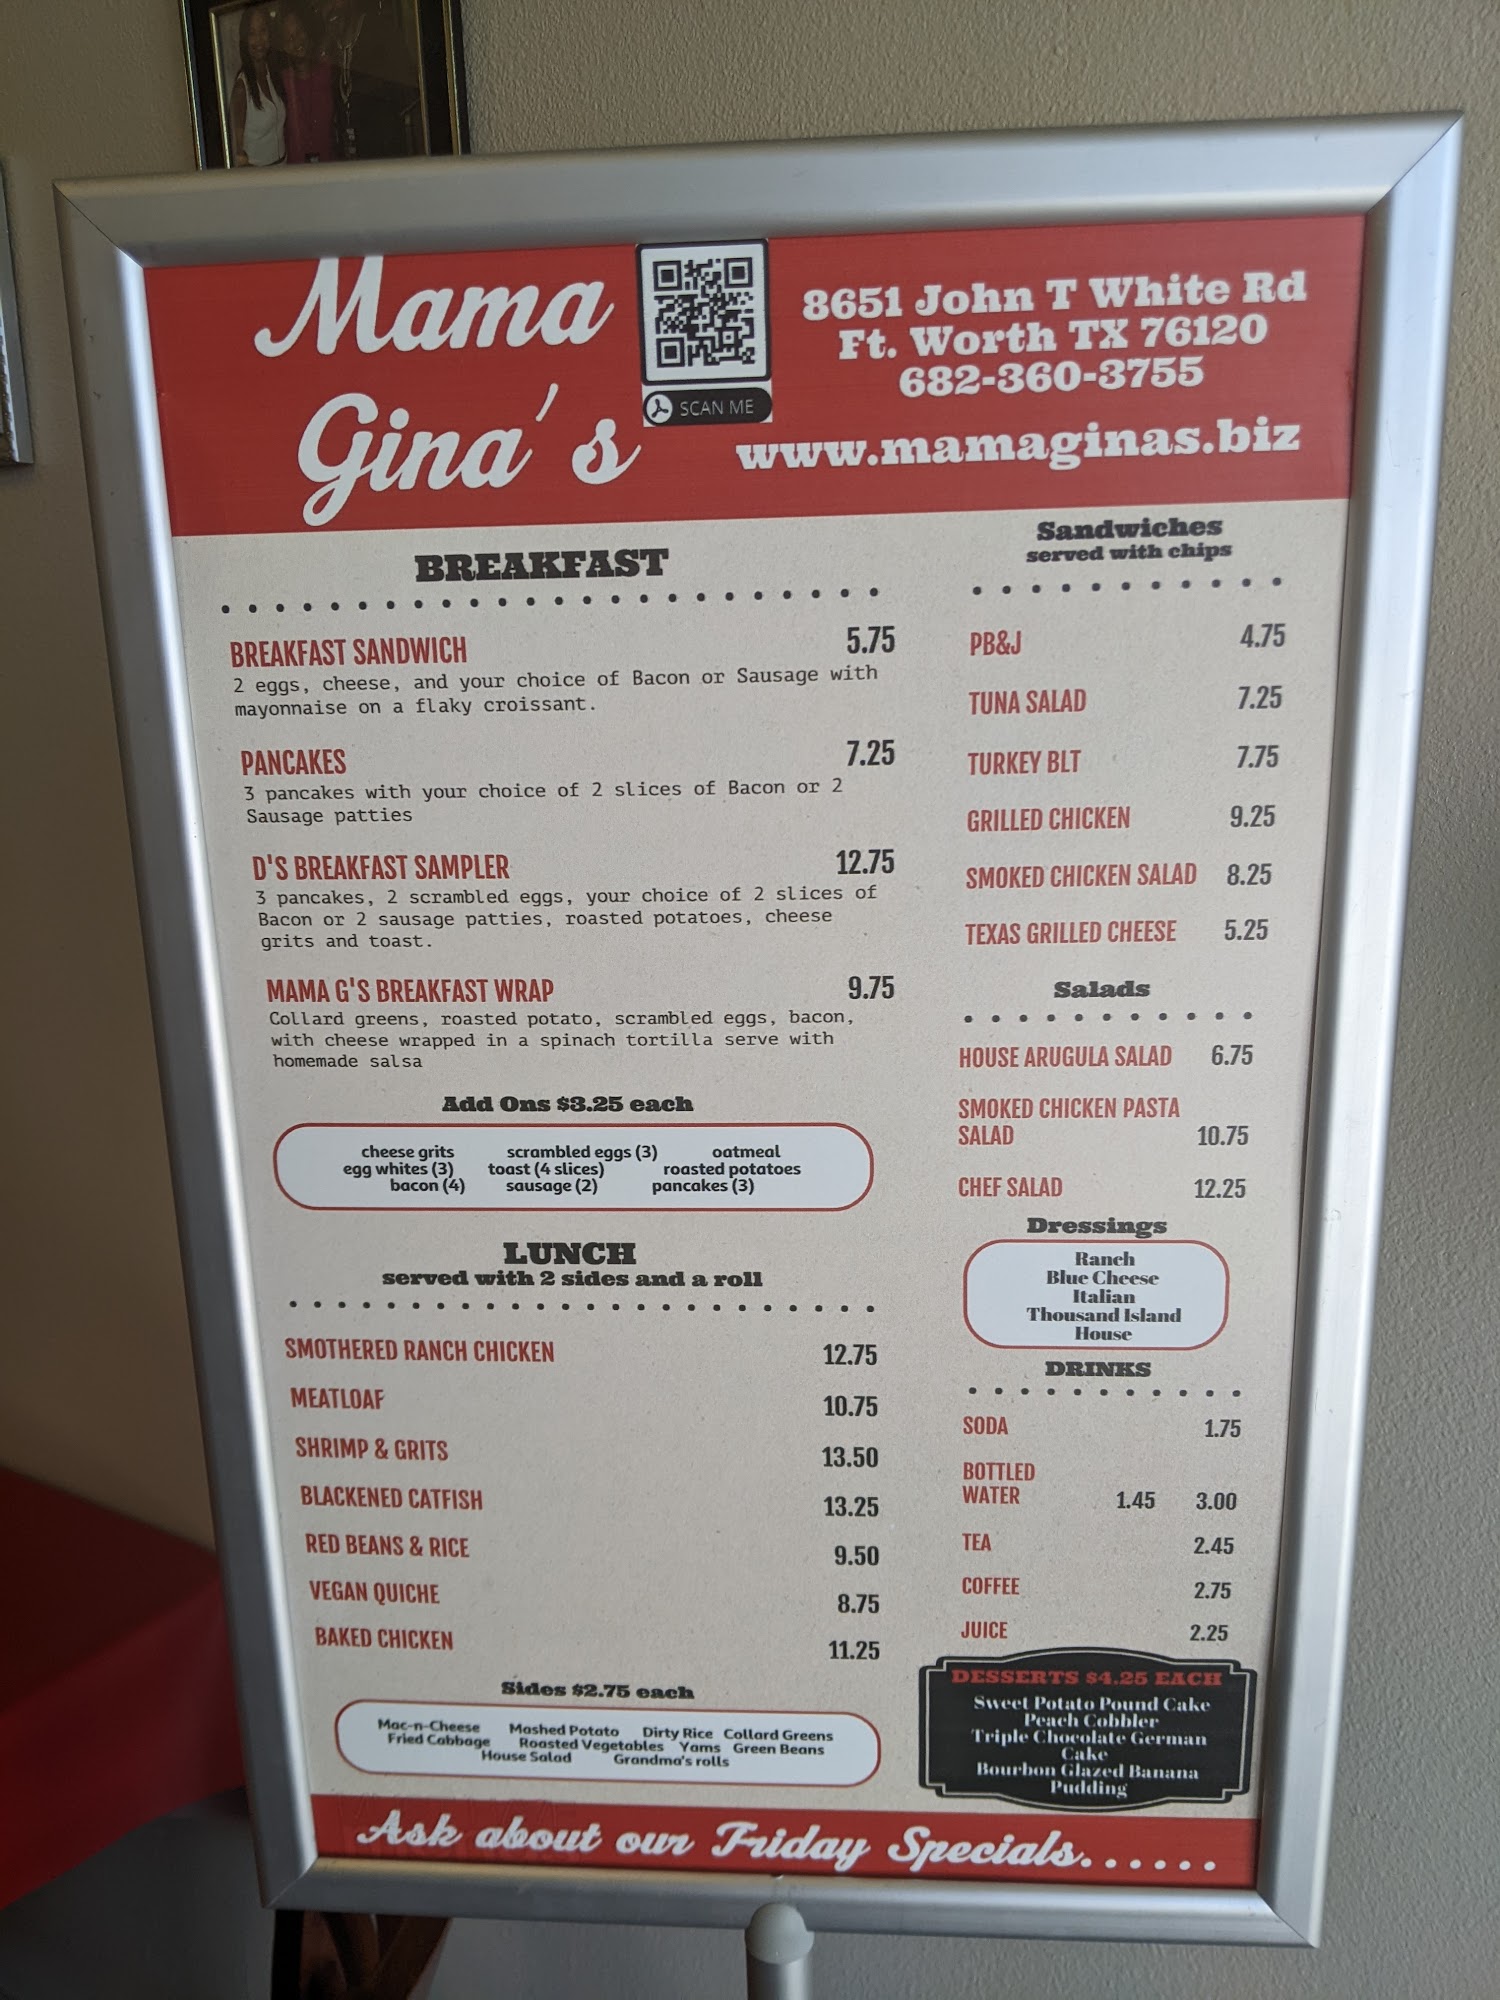 Mama
Gina's
SCAN ME
8651 John T White Rd
Ft. Worth TX 76120
682-360-3755
www.mamaginas.biz
BREAKFAST
BREAKFAST SANDWICH 5.75
2 eggs, cheese, and your choice of Bacon or Sausage with
mayonnaise on a flaky croissant.
PANCAKES 7.25
3 pancakes with your choice of 2 slices of Bacon or 2
Sausage patties
D'S BREAKFAST SAMPLER 12.75
3 pancakes, 2 scrambled eggs, your choice of 2 slices of
Bacon or 2 sausage patties, roasted potatoes, cheese
grits and toast.
MAMA G'S BREAKFAST WRAP 9.75
Collard greens, roasted potato, scrambled eggs, bacon,
with cheese wrapped in a spinach tortilla serve with
homemade salsa
Add Ons $3.25 each
cheese grits scrambled eggs (3) oatmeal
egg whites (3) toast (4 slices) roasted potatoes
bacon (4) sausage (2) pancakes (3)
LUNCH
served with 2 sides and a roll
SMOTHERED RANCH CHICKEN 12.75
MEATLOAF 10.75
SHRIMP & GRITS 13.50
BLACKENED CATFISH 13.25
RED BEANS & RICE 9.50
VEGAN QUICHE 8.75
BAKED CHICKEN 11.25
Sides $2.75 each
Mac-n-Cheese Mashed Potato Dirty Rice Collard Greens
Fried Cabbage Roasted Vegetables Yams Green Beans
House Salad Grandma's rolls
Sandwiches
served with chips
PB&J 4.75
TUNA SALAD 7.25
TURKEY BLT 7.75
GRILLED CHICKEN 9.25
SMOKED CHICKEN SALAD 8.25
TEXAS GRILLED CHEESE 5.25
Salads
HOUSE ARUGULA SALAD 6.75
SMOKED CHICKEN PASTA
SALAD 10.75
CHEF SALAD 12.25
Dressings
Ranch
Blue Cheese
Italian
Thousand Island
House
DRINKS
SODA 1.75
BOTTLED
WATER 1.45 3.00
TEA 2.45
COFFEE 2.75
JUICE 2.25
DESSERTS $4.25 EACH
Sweet Potato Pound Cake
Peach Cobbler
Triple Chocolate German
Cake
Bourbon Glazed Banana
Pudding
Ask about our Friday Specials......